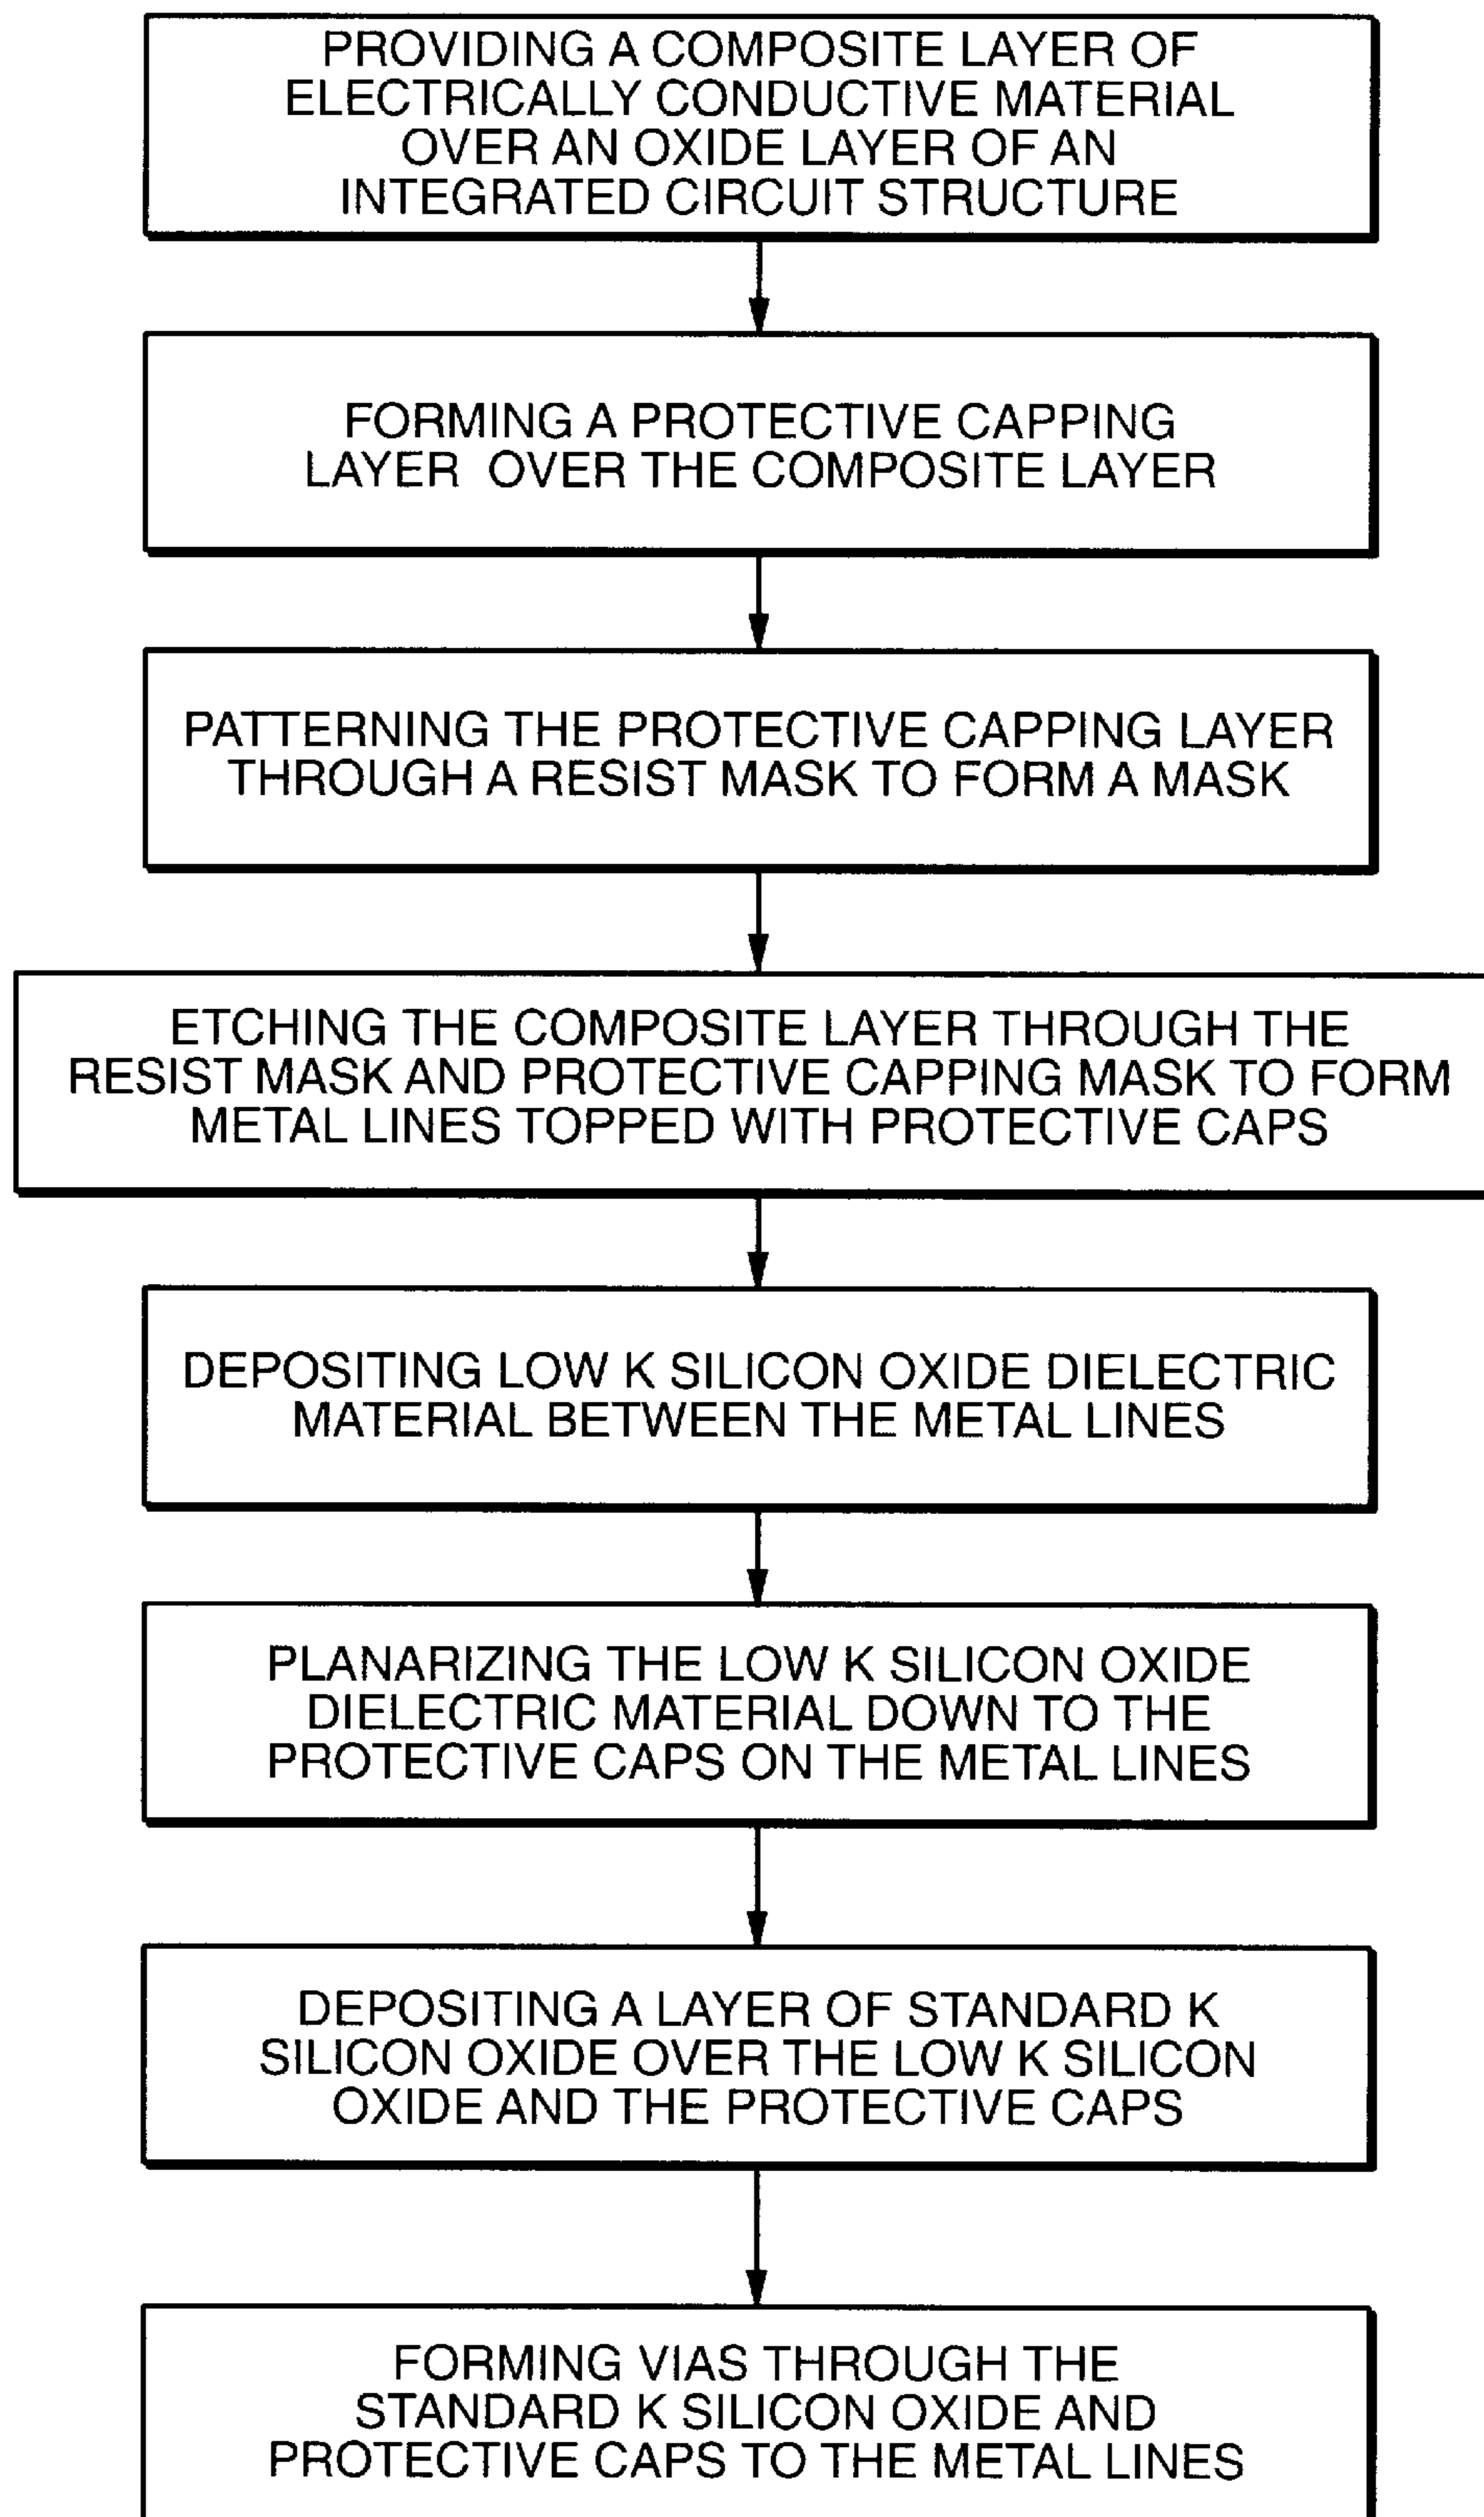 PROVIDING A COMPOSITE LAYER OF
ELECTRICALLY CONDUCTIVE MATERIAL
OVER AN OXIDE LAYER OF AN
INTEGRATED CIRCUIT STRUCTURE
FORMING A PROTECTIVE CAPPING
LAYER OVER THE COMPOSITE LAYER
PATTERNING THE PROTECTIVE CAPPING LAYER
THROUGH A RESIST MASK TO FORM A MASK
ETCHING THE COMPOSITE LAYER THROUGH THE
RESIST MASK AND PROTECTIVE CAPPING MASK TO FORM
METAL LINES TOPPED WITH PROTECTIVE CAPS
DEPOSITING LOW K SILICON OXIDE DIELECTRIC
MATERIAL BETWEEN THE METAL LINES
PLANARIZING THE LOW K SILICON OXIDE
DIELECTRIC MATERIAL DOWN TO THE
PROTECTIVE CAPS ON THE METAL LINES
DEPOSITING A LAYER OF STANDARD K
SILICON OXIDE OVER THE LOW K SILICON
OXIDE AND THE PROTECTIVE CAPS
FORMING VIAS THROUGH THE
STANDARD K SILICON OXIDE AND
PROTECTIVE CAPS TO THE METAL LINES